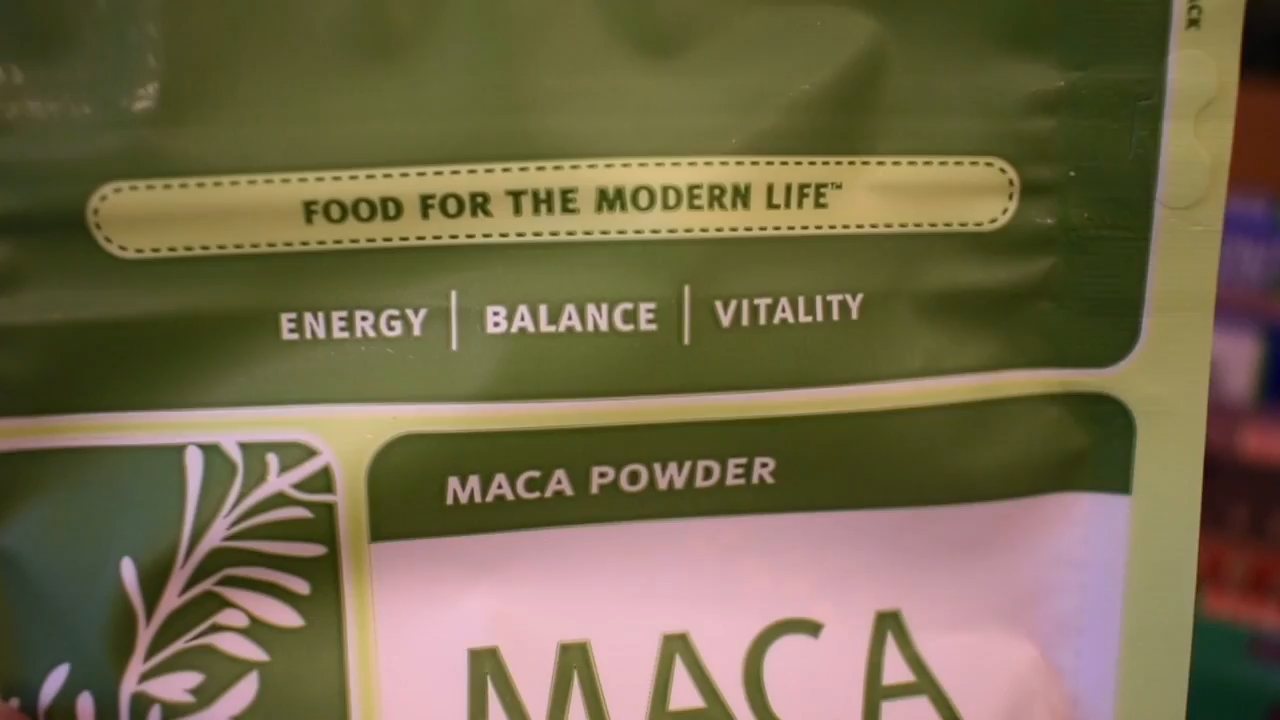 FOOD FOR THE MODERN LIFE™
ENERGY | BALANCE | VITALITY
MACA POWDER
MACA